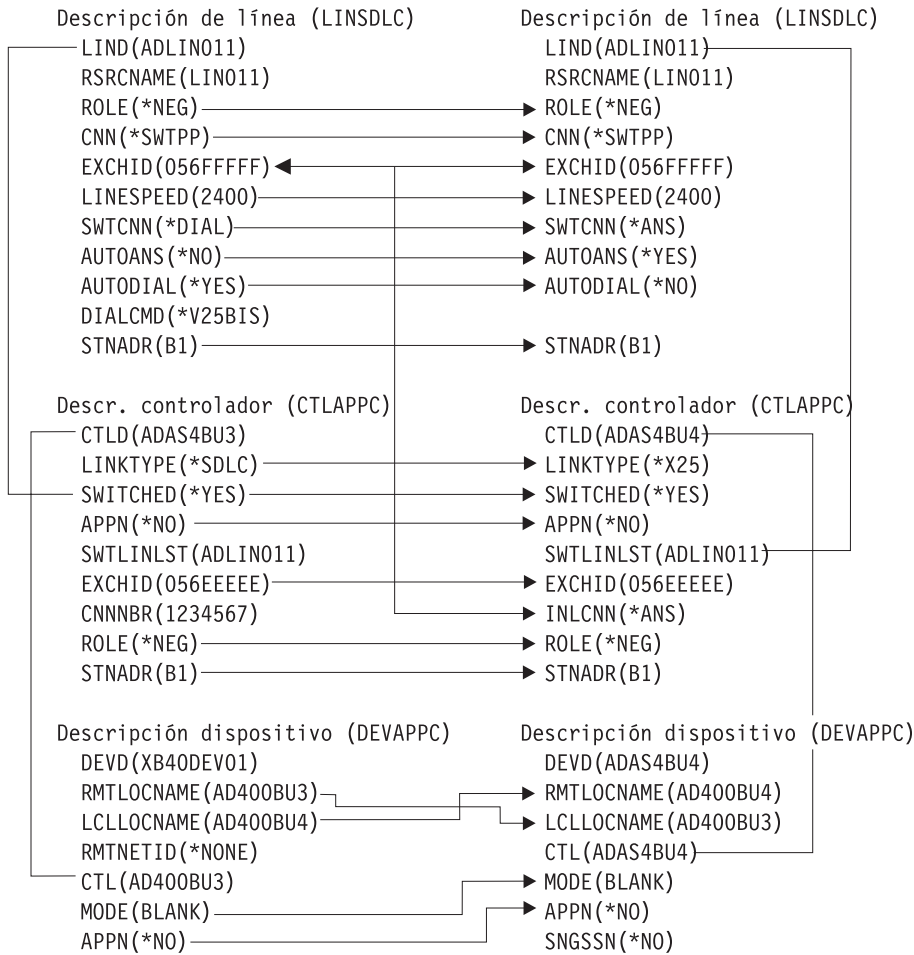 Descripción de línea (LINSDLC)
LIND(ADLIN011)
RSRCNAME(LIN011)
ROLE(*NEG)
CNN(*SWTPP)
EXCHID(056FFFFF)
LINESPEED(2400)
SWTCNN(*DIAL)
AUTOANS(*NO)
AUTODIAL(*YES)
DIALCMD(*V25BIS)
STNADR(B1)
Descr. controlador (CTLAPPC)
CTLD(ADAS4BU3)
LINKTYPE(*SDLC)
SWITCHED(*YES)
APPN(*NO)
SWTLINLST(ADLIN011)
EXCHID(056EEEEE)
CNNNBR(1234567)
ROLE(*NEG)
STNADR(B1)
Descripción dispositivo (DEVAPPC)
DEVD(XB40DEV01)
RMTLOCNAME(AD400BU3)
LCLLOCNAME(AD400BU4)
RMTNETID(*NONE)
CTL(AD400BU3)
MODE(BLANK)
APPN(*NO)
Descripción de línea (LINSDLC)
LIND(ADLIN011)
RSRCNAME(LIN011)
ROLE(*NEG)
CNN(*SWTPP)
EXCHID(056FFFFF)
LINESPEED(2400)
SWTCNN(*ANS)
AUTOANS(*YES)
AUTODIAL(*NO)
STNADR(B1)
Descr. controlador (CTLAPPC)
CTLD(ADAS4BU4)
LINKTYPE(*X25)
SWITCHED(*YES)
APPN(*NO)
SWTLINLST(ADLIN011)
EXCHID(056EEEEE)
INLCNN(*ANS)
ROLE(*NEG)
STNADR(B1)
Descripción dispositivo (DEVAPPC)
DEVD(ADAS4BU4)
RMTLOCNAME(AD400BU4)
LCLLOCNAME(AD400BU3)
CTL(ADAS4BU4)
MODE(BLANK)
APPN(*NO)
SNGSSN(*NO)